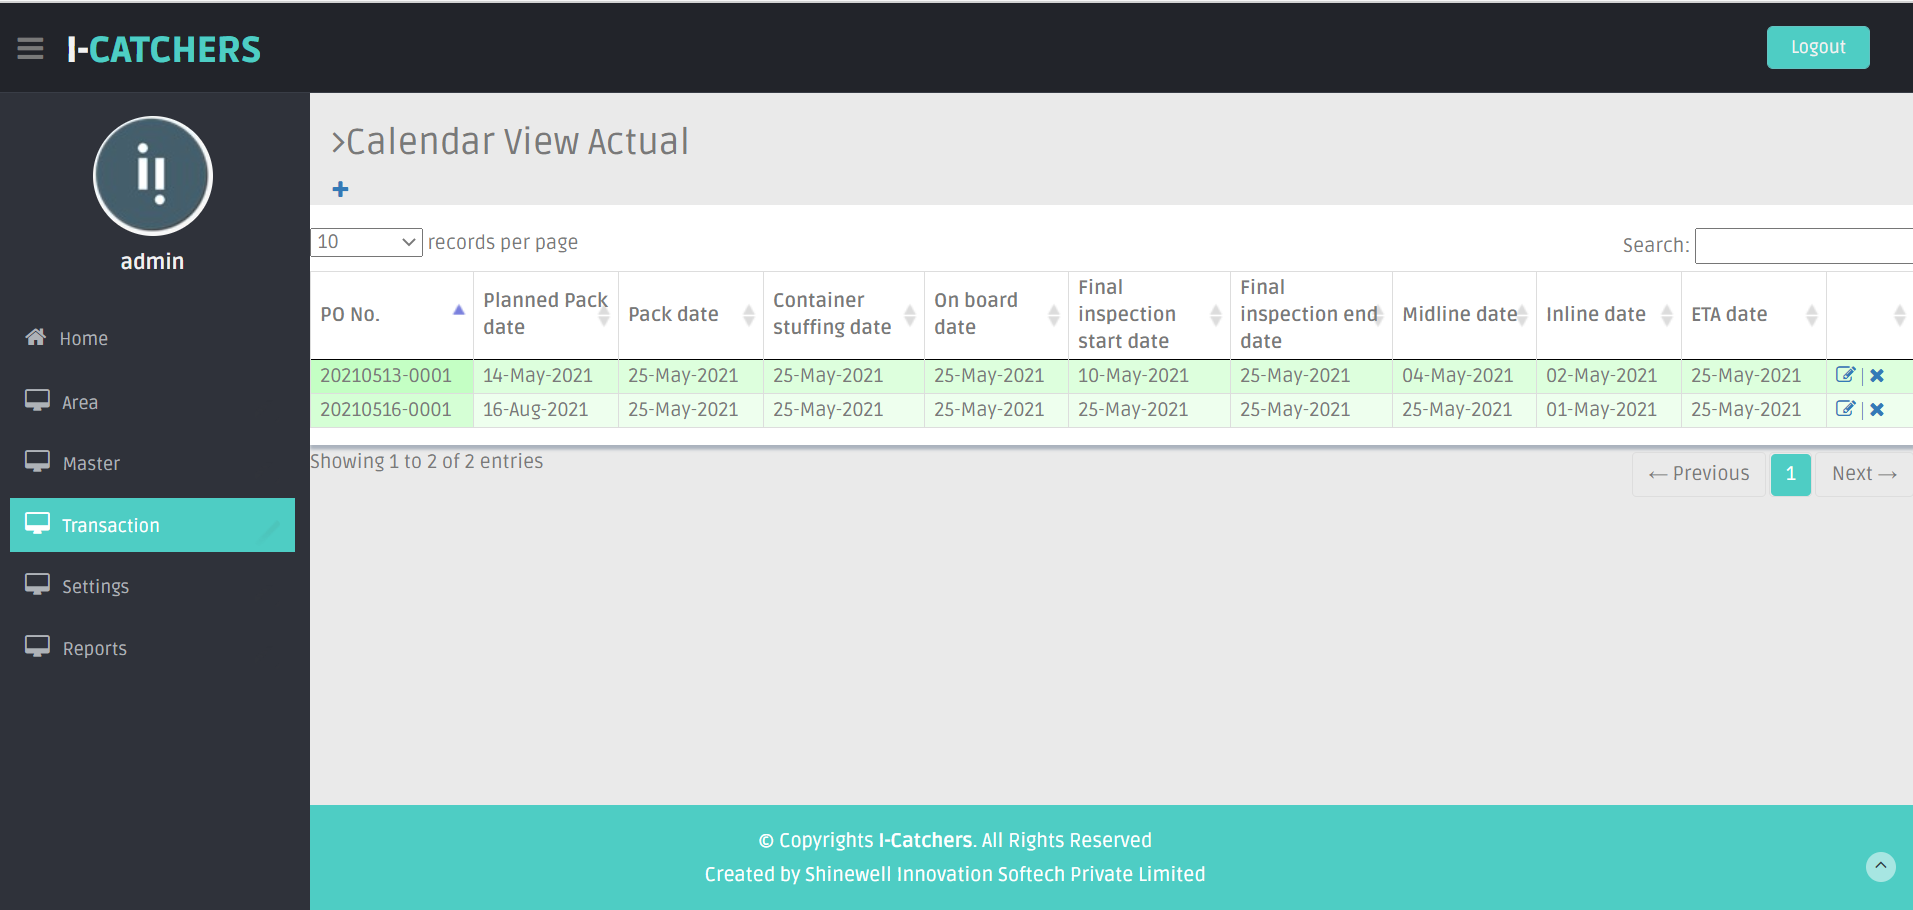 I-CATCHERS
Logout
admin
Home
Area
Master
Transaction
Settings
Reports
>Calendar View Actual
+
10 records per page
Search:
PO No. Planned Pack date Pack date Container stuffing date On board date Final inspection start date Final inspection end date Midline date Inline date ETA date
20210513-0001 14-May-2021 25-May-2021 25-May-2021 25-May-2021 10-May-2021 25-May-2021 04-May-2021 02-May-2021 25-May-2021 |
20210516-0001 16-Aug-2021 25-May-2021 25-May-2021 25-May-2021 25-May-2021 25-May-2021 25-May-2021 01-May-2021 25-May-2021 |
Showing 1 to 2 of 2 entries
← Previous 1 Next →
© Copyrights I-Catchers. All Rights Reserved
Created by Shinewell Innovation Softech Private Limited